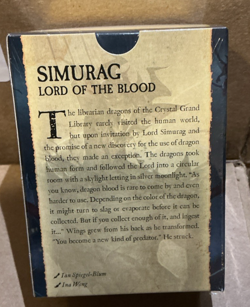 SIMURAG
LORD OF THE BLOOD
The librarian dragons of the Crystal Grand
Library rarely visited the human world,
but upon invitation by Lord Simurag and
the promise of a new discovery for the use of dragon
blood, they made an exception. The dragons took
human form and followed the Lord into a circular
room with a skylight letting in silver moonlight. "As
you know, dragon blood is rare to come by and even
harder to use. Depending on the color of the dragon,
it might turn to slag or evaporate before it can be
collected. But if you collect enough of it, and ingest
it..." Wings grew from his back as he transformed.
"You become a new kind of predator." He struck.
Ian Spiegel-Blum
Ina Wong